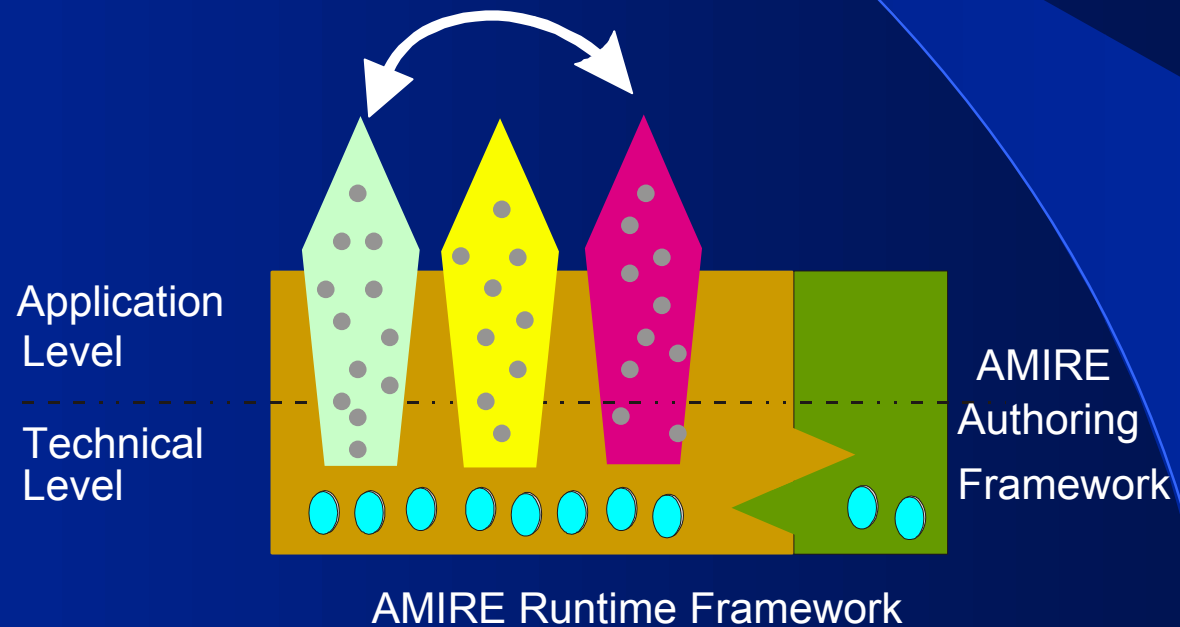 Application
Level
Technical
Level
AMIRE
Authoring
Framework
AMIRE Runtime Framework